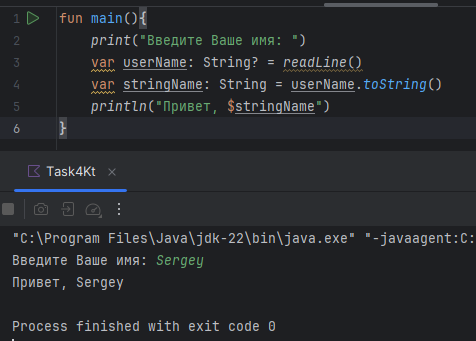 1 fun main(){
2 print("Введите Ваше имя: ")
3 var userName: String? = readLine()
4 var stringName: String = userName.toString()
5 println("Привет, $stringName")
6 }
Task4Kt
"C:\Program Files\Java\jdk-22\bin\java.exe" "-javaagent:C:
Введите Ваше имя: Sergey
Привет, Sergey
Process finished with exit code 0